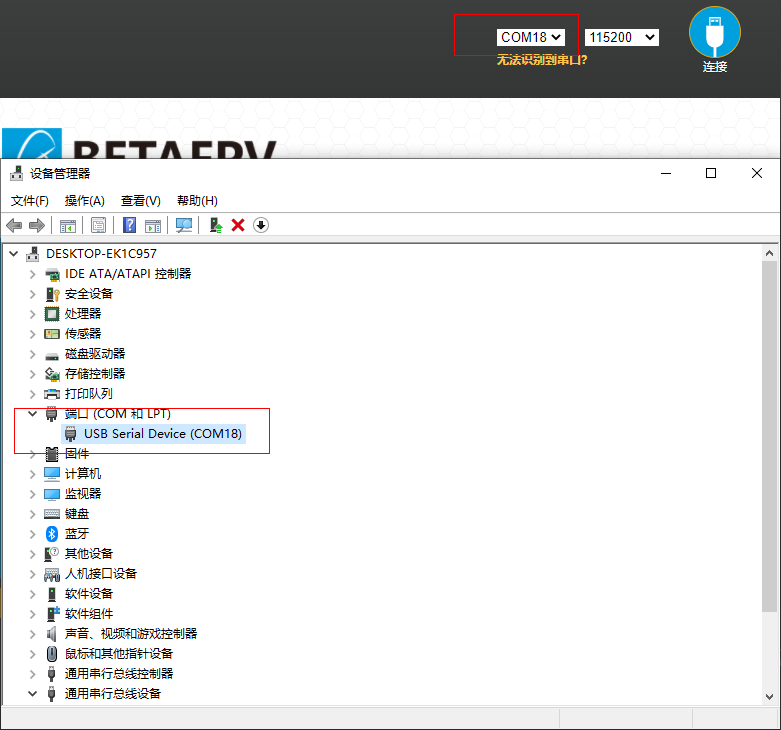 COM18 115200
无法识别到串口?
连接
BETAFPV
设备管理器
文件(F) 操作(A) 查看(V) 帮助(H)
DESKTOP-EK1C957
IDE ATA/ATAPI 控制器
安全设备
处理器
传感器
磁盘驱动器
存储控制器
打印队列
端口 (COM 和 LPT)
USB Serial Device (COM18)
固件
计算机
监视器
键盘
蓝牙
其他设备
人机接口设备
软件设备
软件组件
声音、视频和游戏控制器
鼠标和其他指针设备
通用串行总线控制器
通用串行总线设备